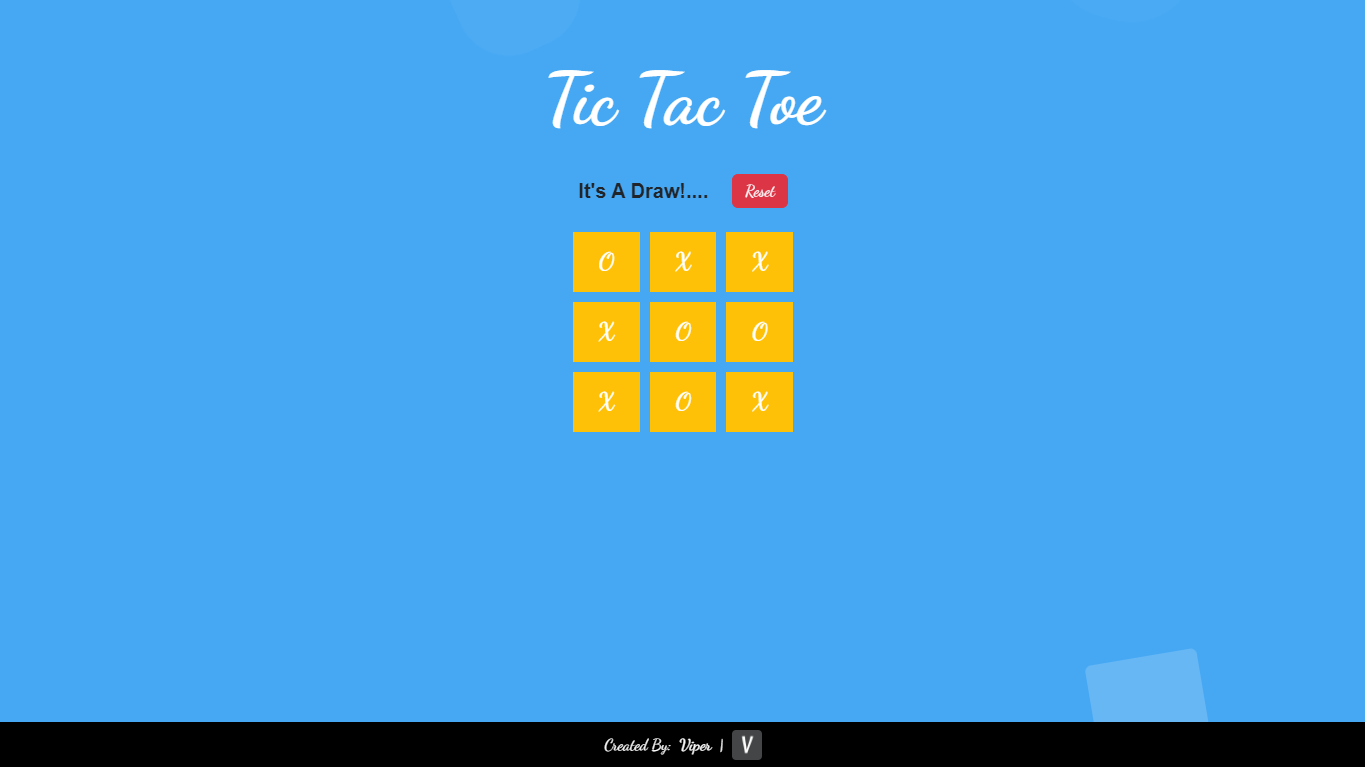 Tic Tac Toe
It's A Draw!.... Reset
O X X
X O O
X O X
Created By: Viper | V